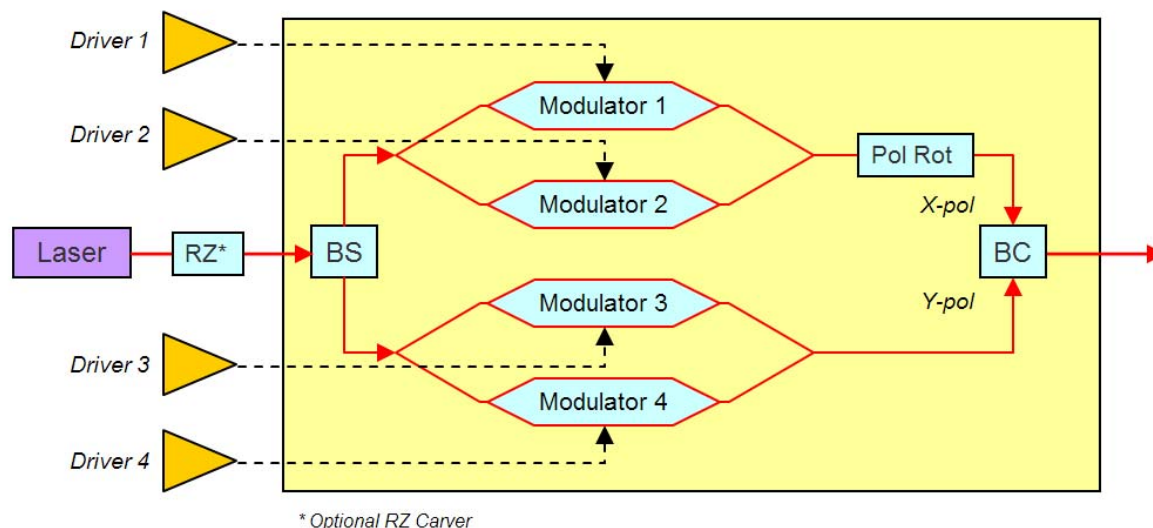 Driver 1
Modulator 1
Driver 2
Pol Rot
Modulator 2
X-pol
Laser
RZ*
BS
BC
Modulator 3
Y-pol
Driver 3
Modulator 4
Driver 4
* Optional RZ Carver